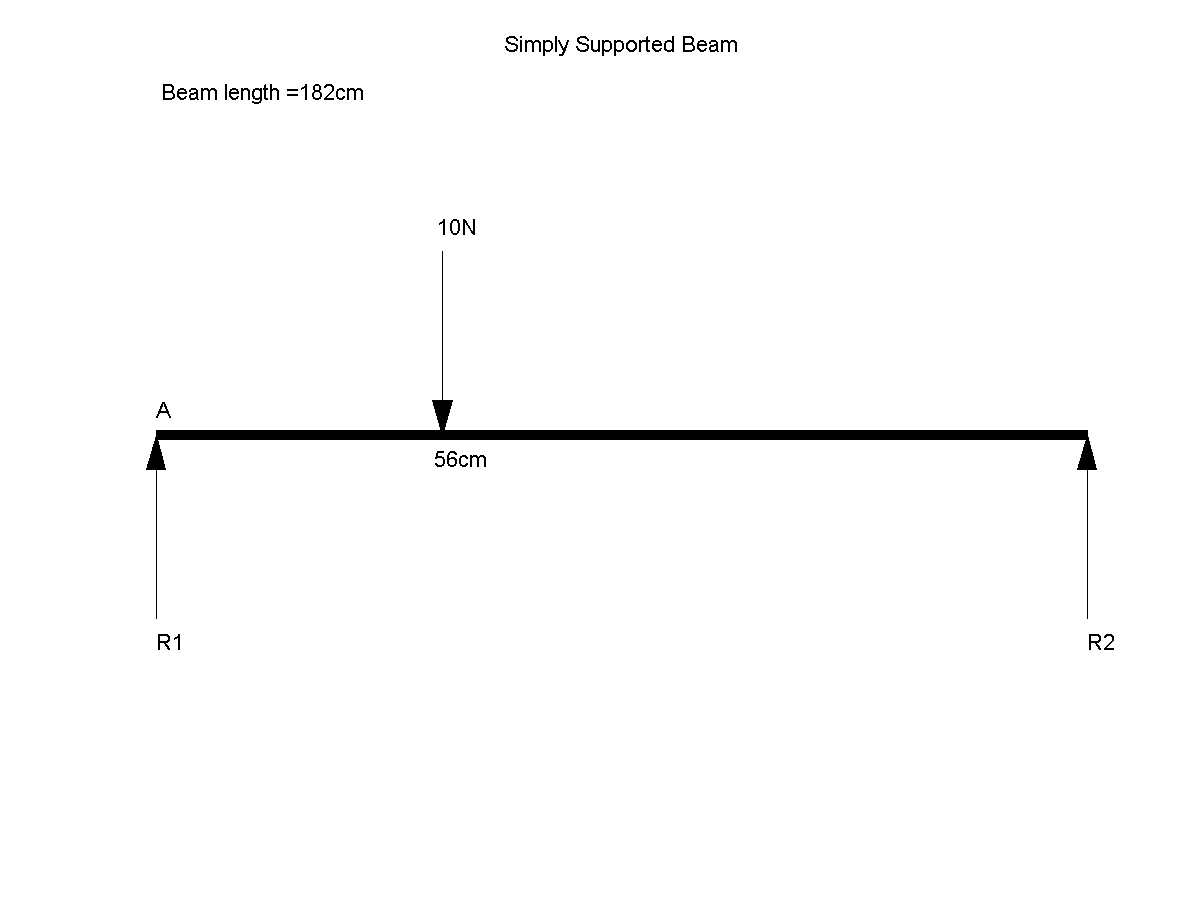 Simply Supported Beam
Beam length =182cm
10N
A
56cm
R1
R2